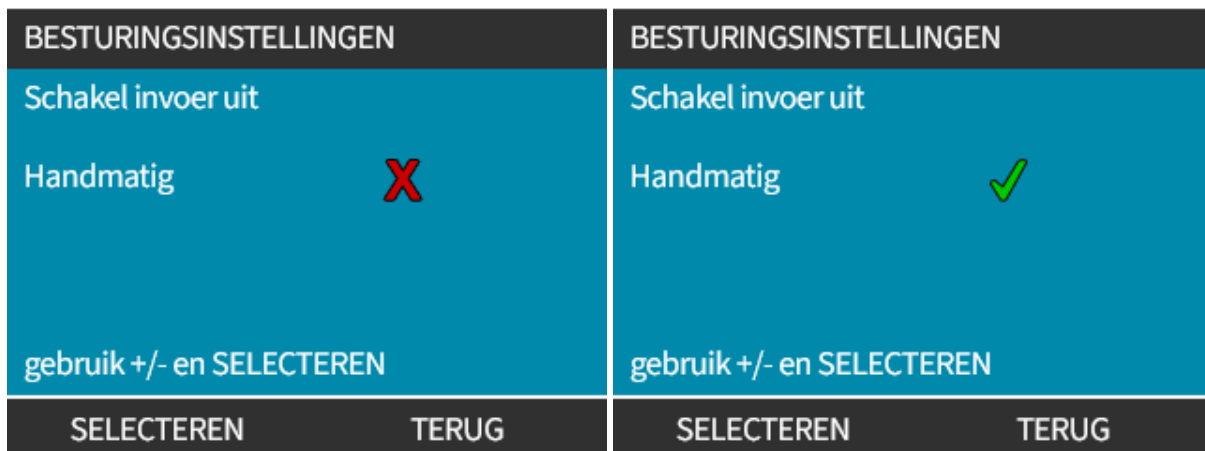 BESTURINGSINSTELLINGEN
Schakel invoer uit
Handmatig
gebruik +/- en SELECTEREN
SELECTEREN TERUG
BESTURINGSINSTELLINGEN
Schakel invoer uit
Handmatig
gebruik +/- en SELECTEREN
SELECTEREN TERUG